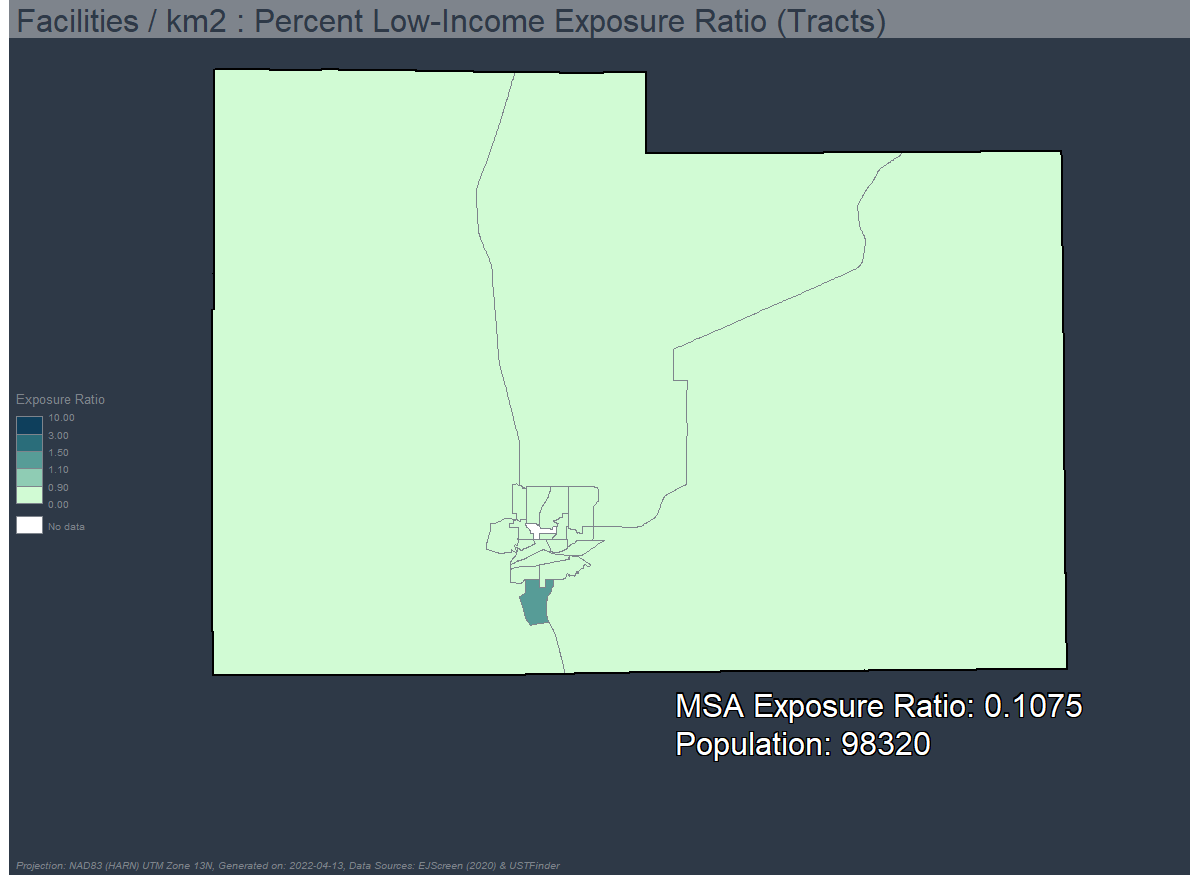 Facilities / km2 : Percent Low-Income Exposure Ratio (Tracts)
Exposure Ratio
10.00
3.00
1.50
1.10
0.90
0.00
No data
MSA Exposure Ratio: 0.1075
Population: 98320
Projection: NAD83 (HARN) UTM Zone 13N, Generated on: 2022-04-13, Data Sources: EJScreen (2020) & USTFinder